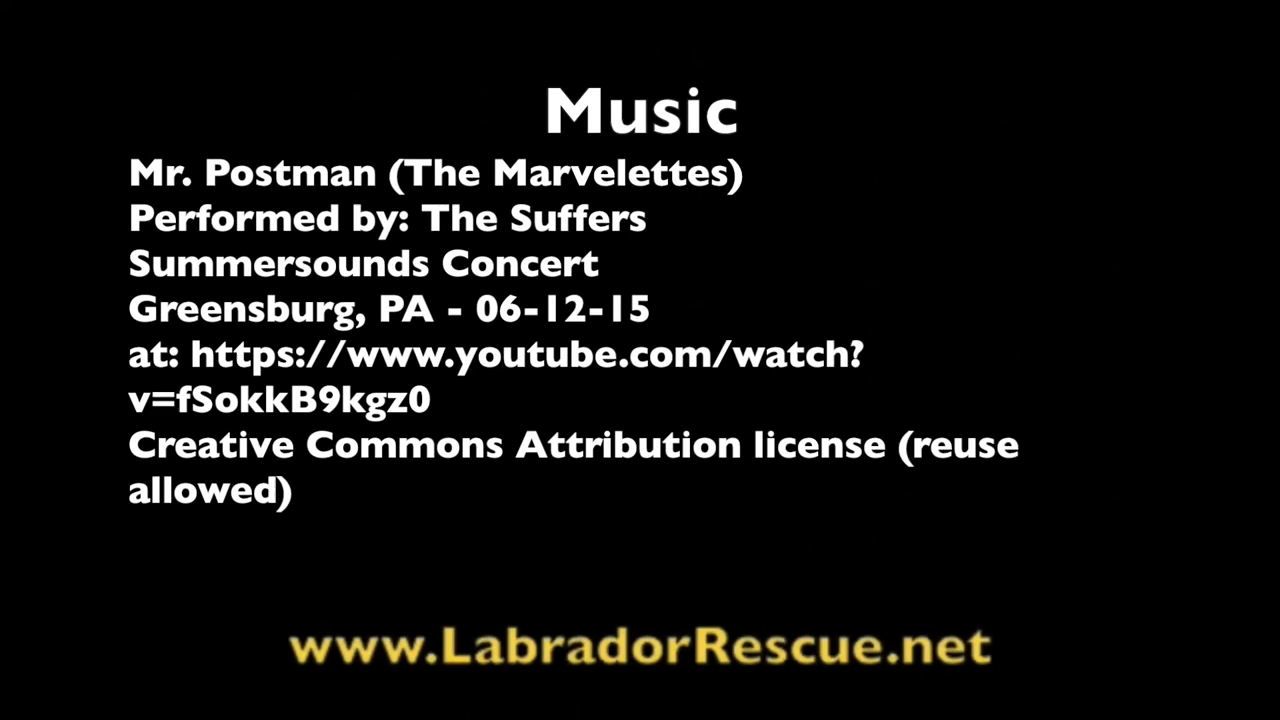 Music
Mr. Postman (The Marvelettes)
Performed by: The Suffers
Summersounds Concert
Greensburg, PA - 06-12-15
at: https://www.youtube.com/watch?
v=fSokkB9kgz0
Creative Commons Attribution license (reuse
allowed)
www.LabradorRescue.net